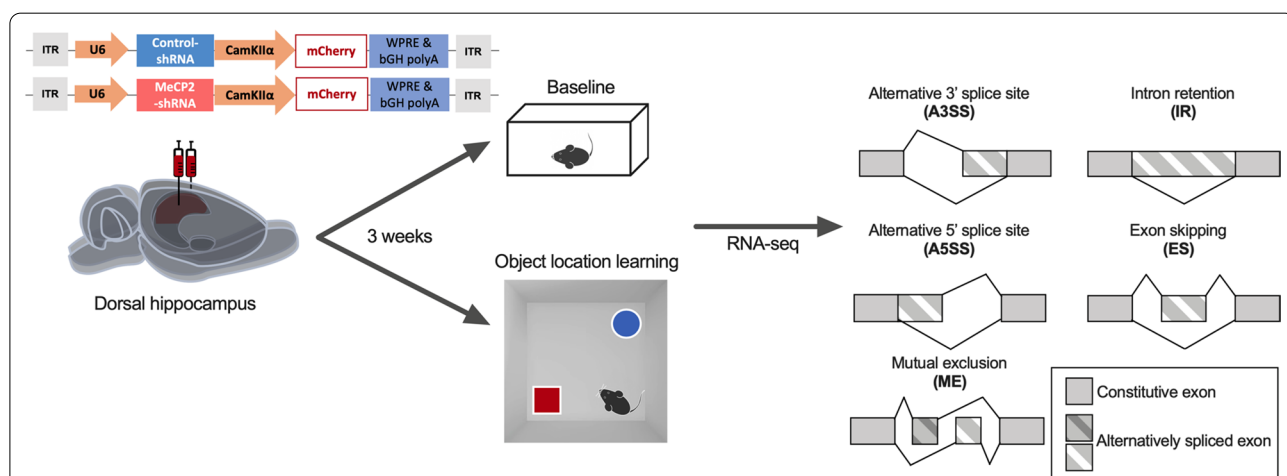 ITR U6 Control- CamKIIα mCherry WPRE & ITR
shRNA bGH polyA
ITR U6 MeCP2 CamKIIα mCherry WPRE & ITR
-shRNA bGH polyA
Dorsal hippocampus
3 weeks
Baseline
Object location learning
RNA-seq
Alternative 3’ splice site
(A3SS)
Intron retention
(IR)
Alternative 5’ splice site
(A5SS)
Exon skipping
(ES)
Mutual exclusion
(ME)
Constitutive exon
Alternatively spliced exon